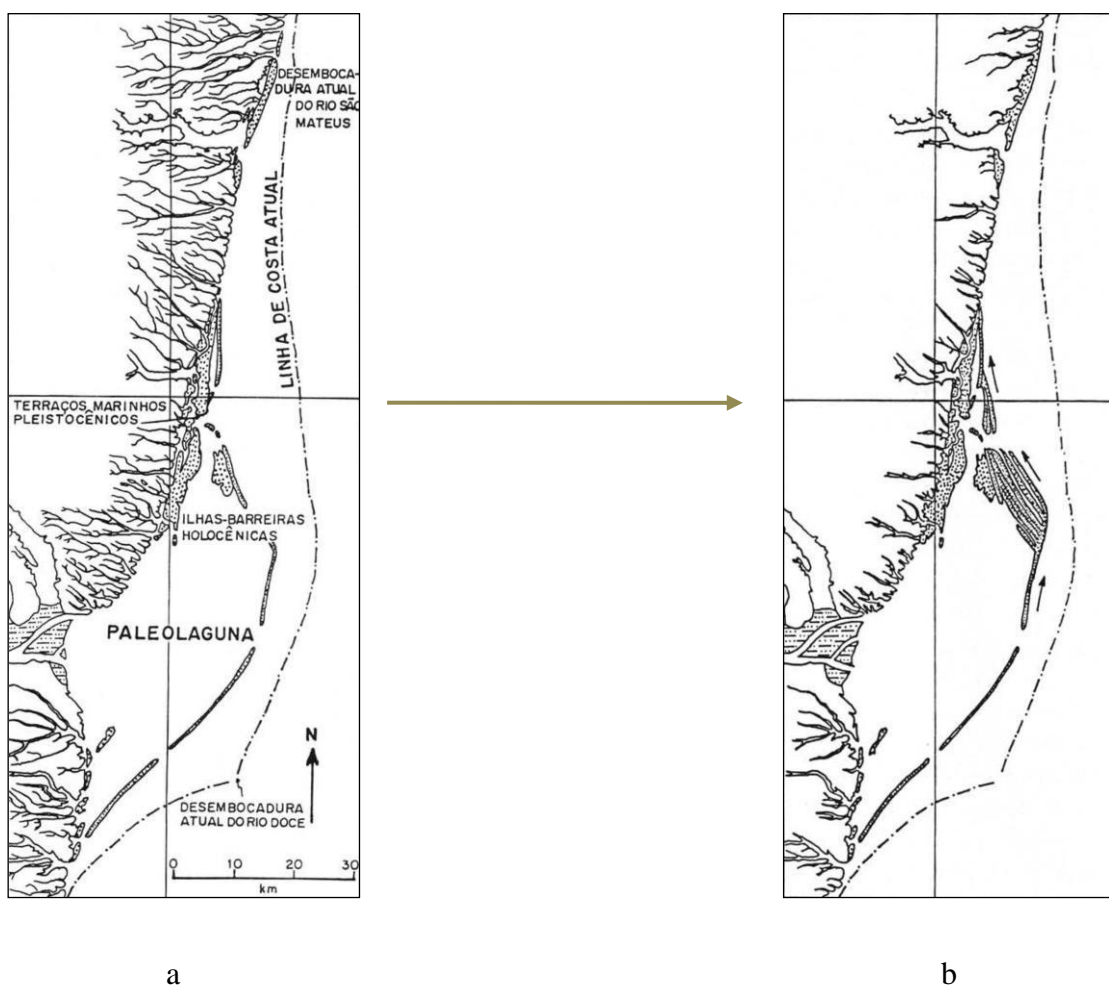 DESEMBOCA-
DURA ATUAL
DO RIO SÃO
MATEUS
LINHA DE COSTA ATUAL
TERRAÇOS MARINHOS
PLEISTOCÊNICOS
ILHAS-BARREIRAS
HOLOCÊNICAS
PALEOLAGUNA
N
DESEMBOCADURA
ATUAL DO RIO DOCE
0 10 20 30
km
a
b